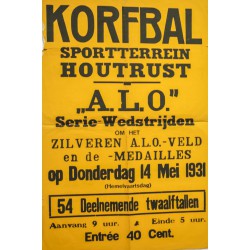 KORFBAL
SPORTTERREIN
HOUTRUST
„A.L.O.”
Serie-Wedstrijden
OM HET
ZILVEREN A.L.O.-VELD
en de -MEDAILLES
op Donderdag 14 Mei 1931
(Hemelvaartsdag)
54 Deelnemende twaalftallen
Aanvang 9 uur. Einde 5 uur.
Entrée 40 Cent.